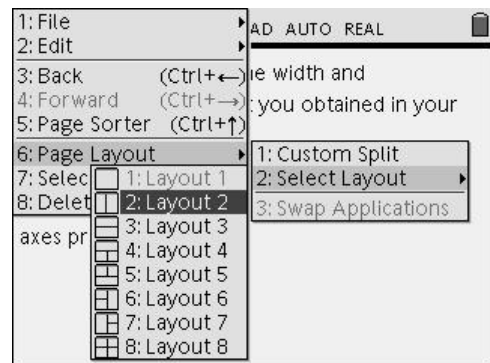 1: File
2: Edit
3: Back (Ctrl+←)
4: Forward (Ctrl+→)
5: Page Sorter (Ctrl+↑)
6: Page Layout
7: Selec
8: Delet
AD AUTO REAL
e width and
you obtained in your
axes pr
1: Custom Split
2: Select Layout
3: Swap Applications
1: Layout 1
2: Layout 2
3: Layout 3
4: Layout 4
5: Layout 5
6: Layout 6
7: Layout 7
8: Layout 8